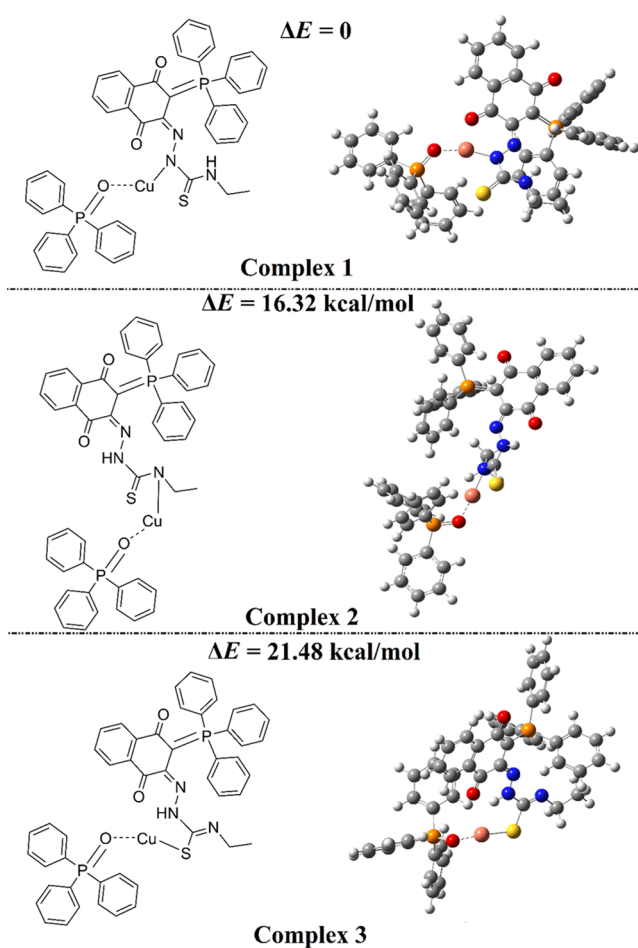 ΔE = 0
O
P
O
N
N
H
N
S
O
Cu
P
Complex 1
ΔE = 16.32 kcal/mol
O
P
O
N
HN
N
S
Cu
O
P
Complex 2
ΔE = 21.48 kcal/mol
O
P
O
N
HN
N
S
Cu
O
P
Complex 3